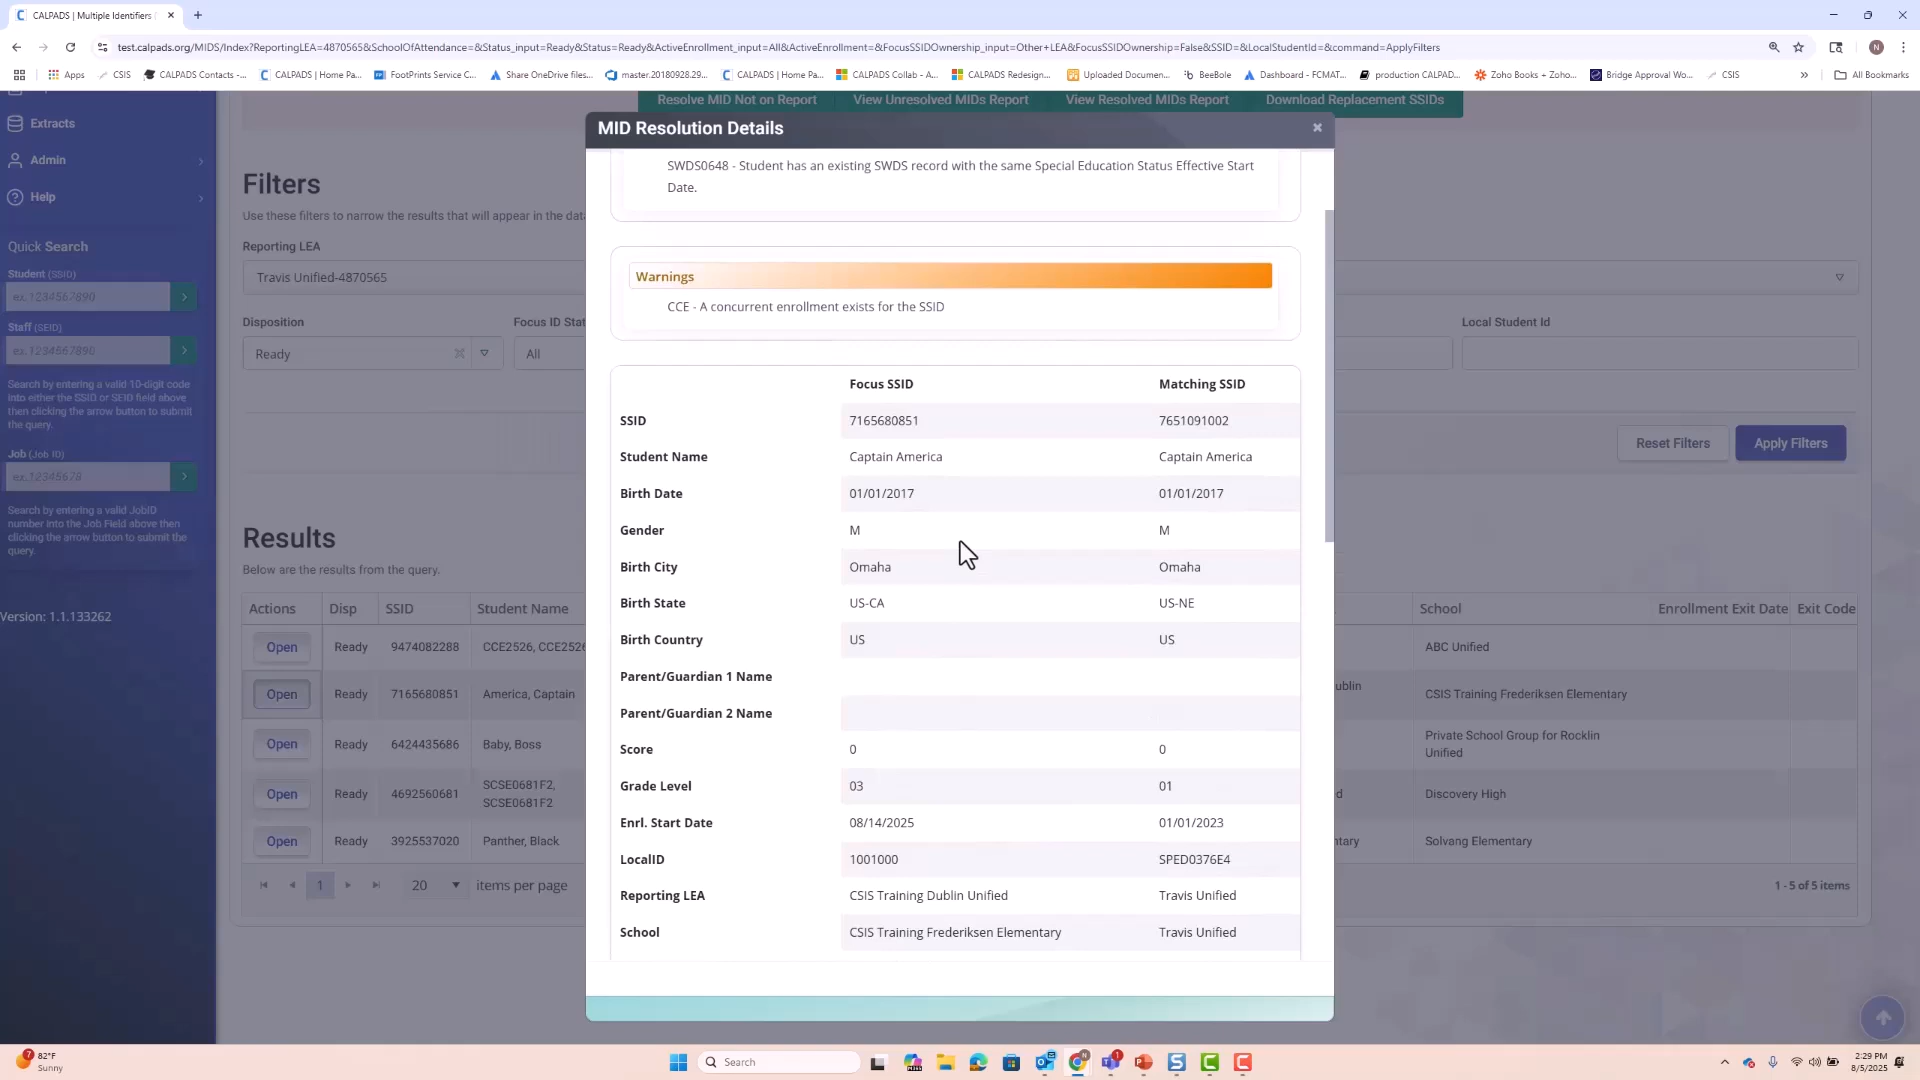 CALPADS | Multiple Identifiers
test.calpads.org/MIDS/Index?ReportingLEA=4870565&SchoolOfAttendance=&Status_input=Ready&Status=Ready&ActiveEnrollment_input=All&ActiveEnrollment=&FocusSSIDOwnership_input=Other+LEA&FocusSSIDOwnership=False&SSID=&LocalStudentId=&command=ApplyFilters
N
Apps
CSIS
CALPADS Contacts -...
CALPADS | Home Pa...
FootPrints Service C...
Share OneDrive files...
master.20180928.29...
CALPADS | Home Pa...
CALPADS Collab - A...
CALPADS Redesign...
Uploaded Documen...
BeeBole
Dashboard - FCMAT...
production CALPAD...
Zoho Books + Zoho...
Bridge Approval Wo...
CSIS
All Bookmarks
Resolve MID Not on Report
View Unresolved MIDs Report
View Resolved MIDs Report
Download Replacement SSIDs
Extracts
Admin
Help
Quick Search
Student (SSID)
ex.1234567890
Staff (SEID)
ex.1234567890
Search by entering a valid 10-digit code
into either the SSID or SEID field above
then clicking the arrow button to submit
the query.
Job (Job ID)
ex.12345678
Search by entering a valid JobID
number into the Job Field above then
clicking the arrow button to submit the
query.
Version: 1.1.133262
Filters
Use these filters to narrow the results that will appear in the data
Reporting LEA
Travis Unified-4870565
Disposition
Ready
Focus ID Stat
All
Local Student Id
Reset Filters
Apply Filters
Results
Below are the results from the query.
Actions Disp SSID Student Name School Enrollment Exit Date Exit Code
Open Ready 9474082288 CCE2526, CCE2526 ABC Unified
Open Ready 7165680851 America, Captain ublin CSIS Training Frederiksen Elementary
Open Ready 6424435686 Baby, Boss Private School Group for Rocklin
Unified
Open Ready 4692560681 SCSE0681F2,
SCSE0681F2 d Discovery High
Open Ready 3925537020 Panther, Black ntary Solvang Elementary
1 20 items per page
1 - 5 of 5 items
MID Resolution Details
SWDS0648 - Student has an existing SWDS record with the same Special Education Status Effective Start
Date.
Warnings
CCE - A concurrent enrollment exists for the SSID
Focus SSID Matching SSID
SSID 7165680851 7651091002
Student Name Captain America Captain America
Birth Date 01/01/2017 01/01/2017
Gender M M
Birth City Omaha Omaha
Birth State US-CA US-NE
Birth Country US US
Parent/Guardian 1 Name
Parent/Guardian 2 Name
Score 0 0
Grade Level 03 01
Enrl. Start Date 08/14/2025 01/01/2023
LocalID 1001000 SPED0376E4
Reporting LEA CSIS Training Dublin Unified Travis Unified
School CSIS Training Frederiksen Elementary Travis Unified
82°F
Sunny
Search
2:29 PM
8/5/2025